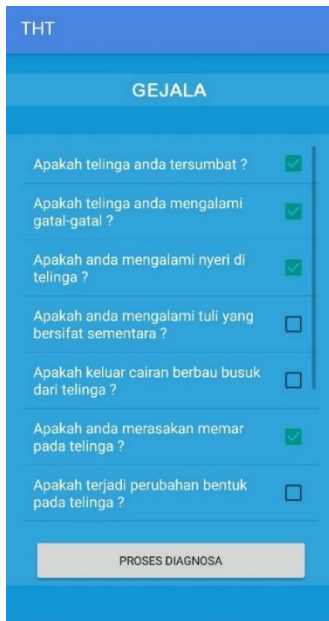 THT
GEJALA
Apakah telinga anda tersumbat ?
Apakah telinga anda mengalami
gatal-gatal ?
Apakah anda mengalami nyeri di
telinga ?
Apakah anda mengalami tuli yang
bersifat sementara ?
Apakah keluar cairan berbau busuk
dari telinga ?
Apakah anda merasakan memar
pada telinga ?
Apakah terjadi perubahan bentuk
pada telinga ?
PROSES DIAGNOSA